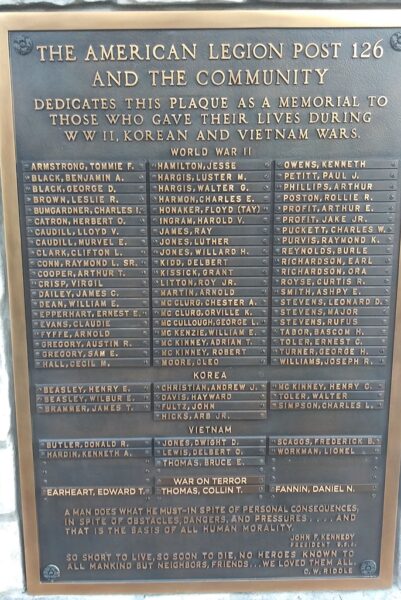 THE AMERICAN LEGION POST 126
AND THE COMMUNITY
DEDICATES THIS PLAQUE AS A MEMORIAL TO
THOSE WHO GAVE THEIR LIVES DURING
WW II, KOREAN AND VIETNAM WARS.
WORLD WAR II
ARMSTRONG, TOMMIE F. HAMILTON, JESSE OWENS, KENNETH
BLACK, BENJAMIN A. HARGIS, LUSTER M. PETITT, PAUL J.
BLACK, GEORGE D. HARGIS, WALTER G. PHILLIPS, ARTHUR
BROWN, LESLIE R. HARMON, CHARLES E. POSTON, ROLLIE R.
BUMGARDNER, CHARLES I. HONAKER, FLOYD (TAY) PROFIT, ARTHUR E.
CATRON, HERBERT O. INGRAM, HAROLD V. PROFIT, JAKE JR.
CAUDILL, LLOYD V. JAMES, RAY PUCKETT, CHARLES W.
CAUDILL, MURVEL E. JONES, LUTHER PURVIS, RAYMOND K.
CLARK, CLIFTON L. JONES, WILLARD H. REYNOLDS, BURLE
CONN, RAYMOND L. SR. KIDD, DELBERT RICHARDSON, EARL
COOPER, ARTHUR T. KISSICK, GRANT RICHARDSON, ORA
CRISP, VIRGIL LITTON, ROY JR. ROYSE, CURTIS R.
DAILEY, JAMES C. MARTIN, ARNOLD SMITH, ASHPY E.
DEAN, WILLIAM E. MC CLURG, CHESTER A. STEVENS, LEONARD D.
EPPERHART, ERNEST E. MC CLURG, ORVILLE K. STEVENS, MAJOR
EVANS, CLAUDIE MC CULLOUGH, GEORGE L. STEVENS, RUFUS
FYFFE, ARNOLD MC KENZIE, WILLIAM E. TABOR, BASCOM H.
GREGORY, AUSTIN R. MC KINNEY, ADRIAN T. TOLER, ERNEST C.
GREGORY, SAM E. MC KINNEY, ROBERT TURNER, GEORGE H.
HALL, CECIL M. MOORE, CLEO WILLIAMS, JOSEPH R.
KOREA
BEASLEY, HENRY E. CHRISTIAN, ANDREW J. MC KINNEY, HENRY C.
BEASLEY, WILBUR E. DAVIS, HAYWARD TOLER, WALTER
BRAMMER, JAMES T. FULTZ, JOHN SIMPSON, CHARLES L.
HICKS, ARB JR.
VIETNAM
BUTLER, DONALD R. JONES, DWIGHT D. SCAGGS, FREDERICK B.
HARDIN, KENNETH A. LEWIS, DELBERT O. WORKMAN, LIONEL
THOMAS, BRUCE E.
WAR ON TERROR
EARHEART, EDWARD T. THOMAS, COLLIN T. FANNIN, DANIEL N.
A MAN DOES WHAT HE MUST-IN SPITE OF PERSONAL CONSEQUENCES,
IN SPITE OF OBSTACLES, DANGERS, AND PRESSURES....AND
THAT IS THE BASIS OF ALL HUMAN MORALITY.
JOHN F. KENNEDY
PRESIDENT U.S.A.
SO SHORT TO LIVE, SO SOON TO DIE, NO HEROES KNOWN TO
ALL MANKIND BUT NEIGHBORS, FRIENDS...WE LOVED THEM ALL.
C. W. RIDDLE